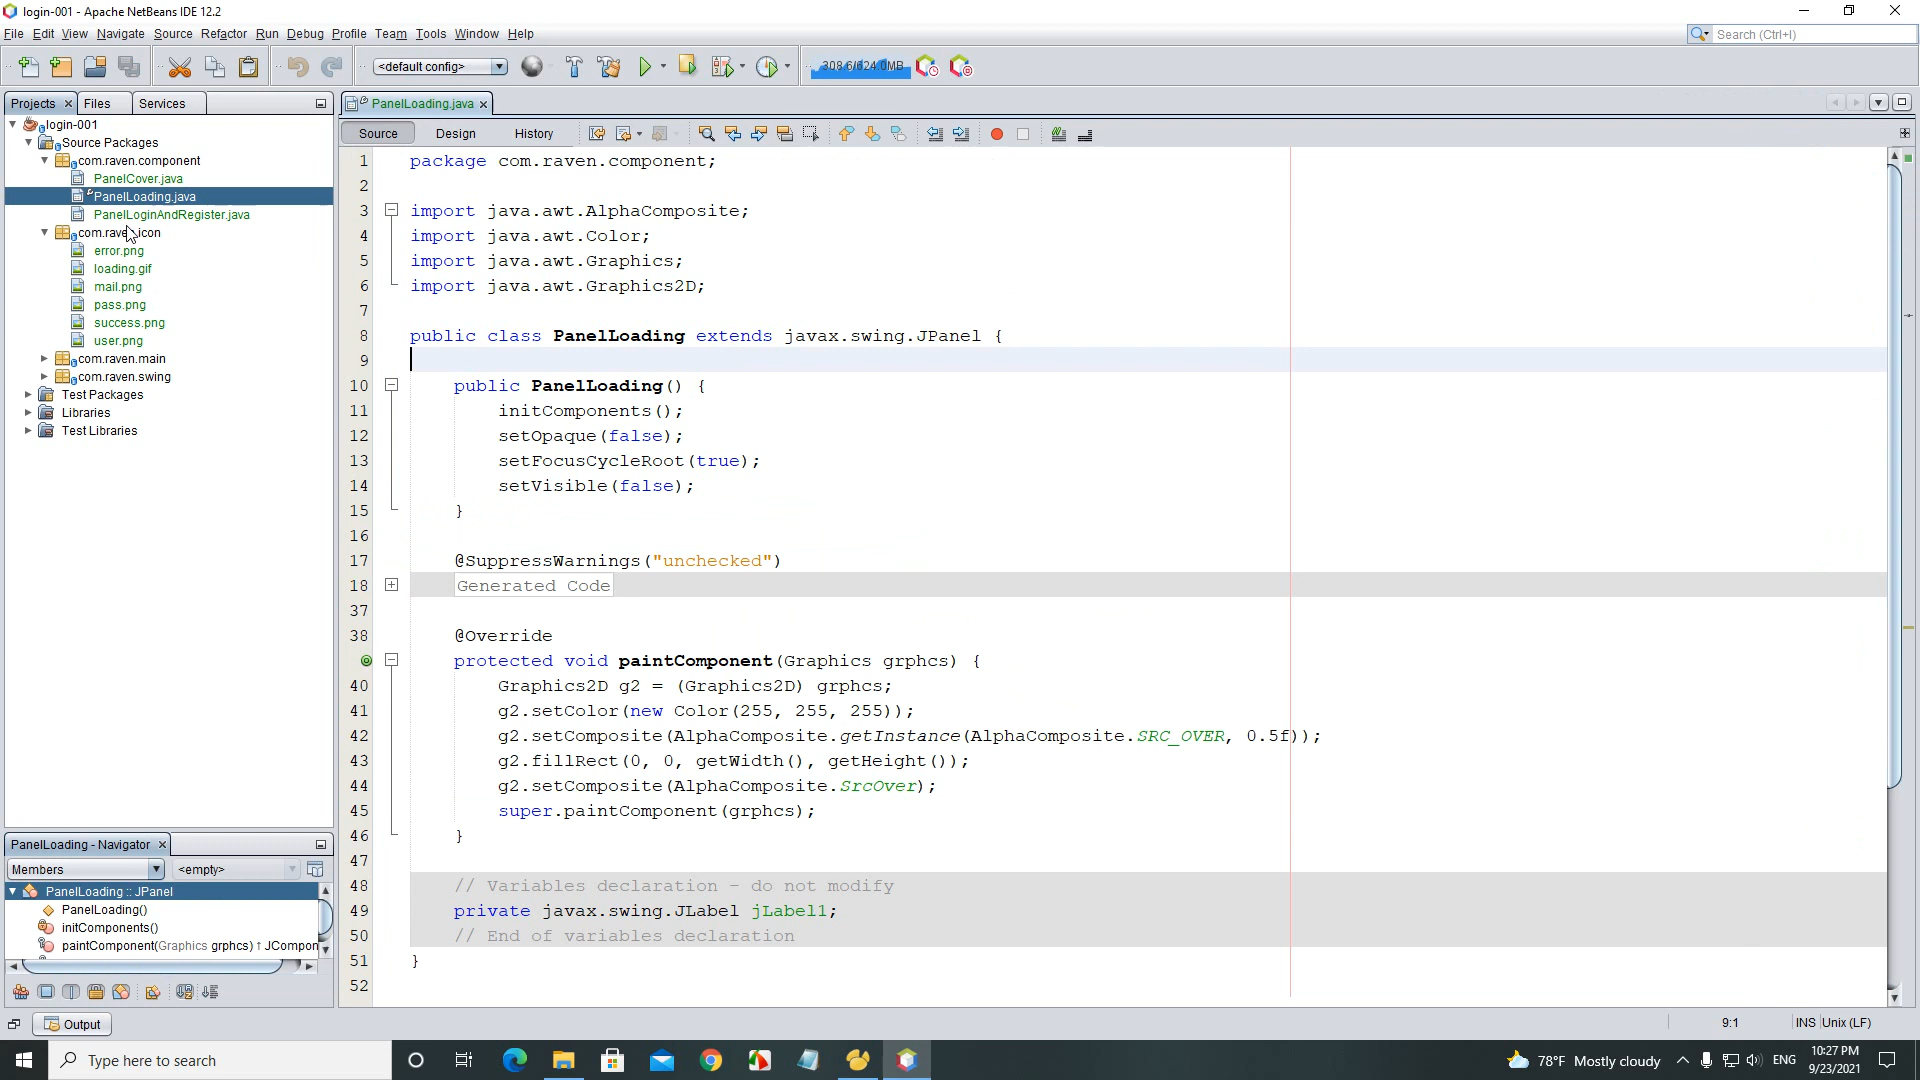 login-001 - Apache NetBeans IDE 12.2
File Edit View Navigate Source Refactor Run Debug Profile Team Tools Window Help
Search (Ctrl+I)
<default config>
308.6/624.0MB
Projects Files Services
PanelLoading.java
Source Design History
login-001
Source Packages
com.raven.component
PanelCover.java
PanelLoading.java
PanelLoginAndRegister.java
com.raven.icon
error.png
loading.gif
mail.png
pass.png
success.png
user.png
com.raven.main
com.raven.swing
Test Packages
Libraries
Test Libraries
1 package com.raven.component;
2
3 import java.awt.AlphaComposite;
4 import java.awt.Color;
5 import java.awt.Graphics;
6 import java.awt.Graphics2D;
7
8 public class PanelLoading extends javax.swing.JPanel {
9
10 public PanelLoading() {
11 initComponents();
12 setOpaque(false);
13 setFocusCycleRoot(true);
14 setVisible(false);
15 }
16
17 @SuppressWarnings("unchecked")
18 Generated Code
37
38 @Override
protected void paintComponent(Graphics grphcs) {
40 Graphics2D g2 = (Graphics2D) grphcs;
41 g2.setColor(new Color(255, 255, 255));
42 g2.setComposite(AlphaComposite.getInstance(AlphaComposite.SRC_OVER, 0.5f));
43 g2.fillRect(0, 0, getWidth(), getHeight());
44 g2.setComposite(AlphaComposite.SrcOver);
45 super.paintComponent(grphcs);
46 }
47
48 // Variables declaration - do not modify
49 private javax.swing.JLabel jLabel1;
50 // End of variables declaration
51 }
52
PanelLoading - Navigator
Members <empty>
PanelLoading :: JPanel
PanelLoading()
initComponents()
paintComponent(Graphics grphcs) ↑ JCompon
Output
9:1 INS Unix (LF)
Type here to search
78°F Mostly cloudy ENG
10:27 PM
9/23/2021